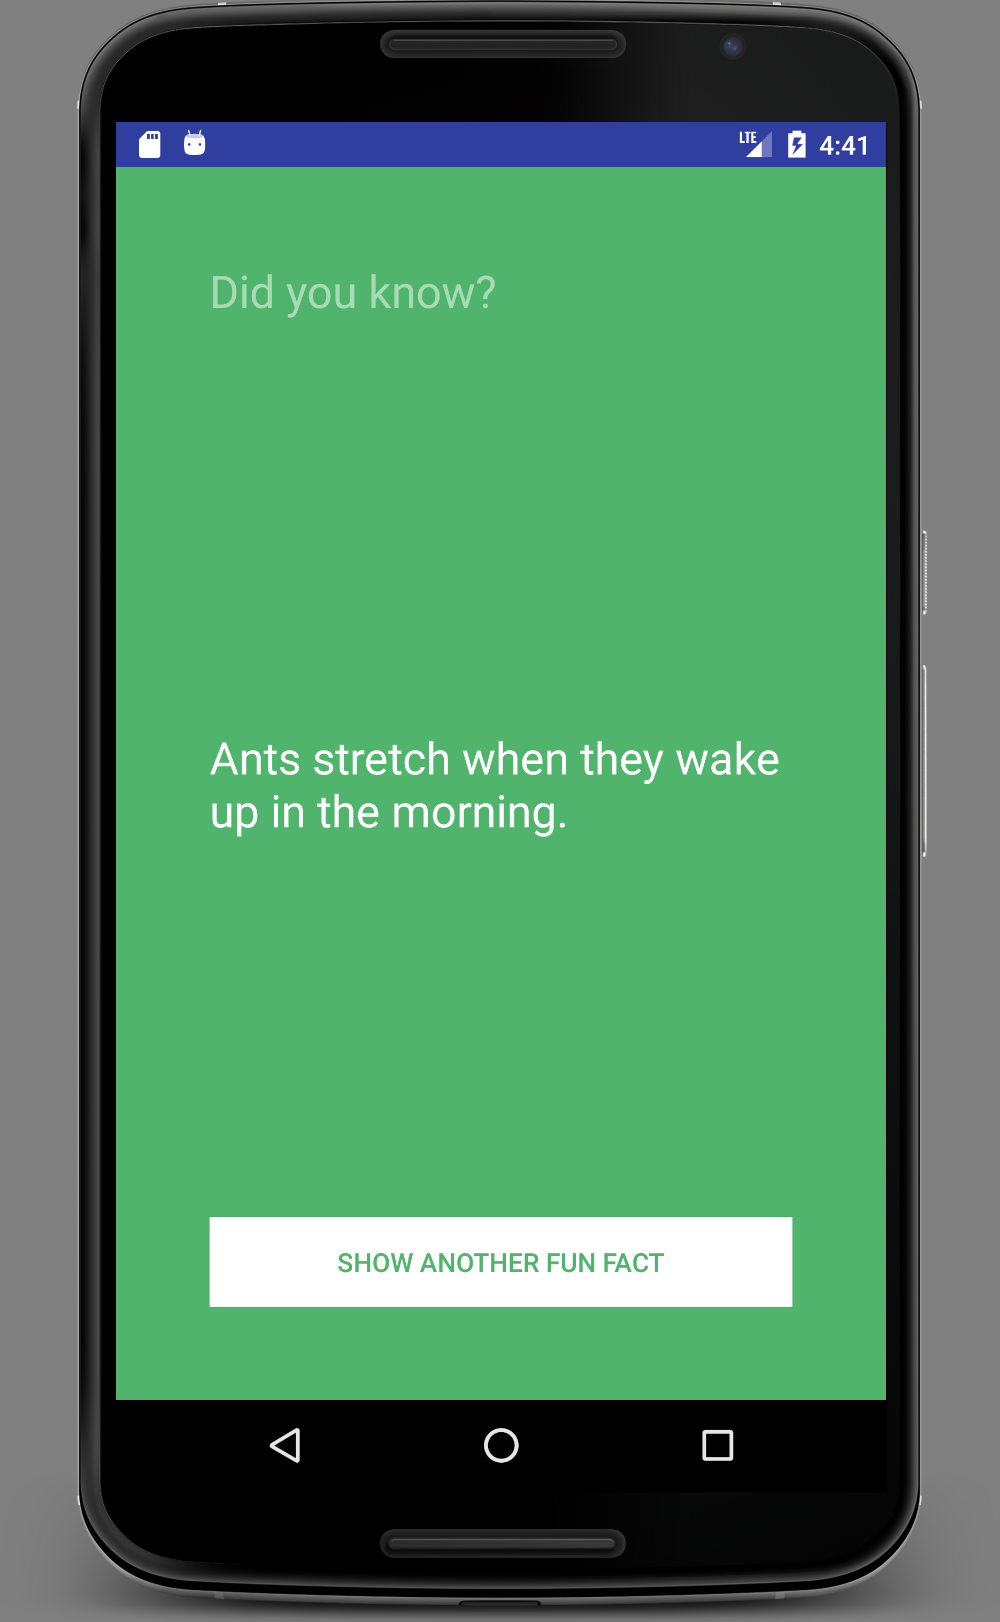 LTE 4:41
Did you know?
Ants stretch when they wake
up in the morning.
SHOW ANOTHER FUN FACT